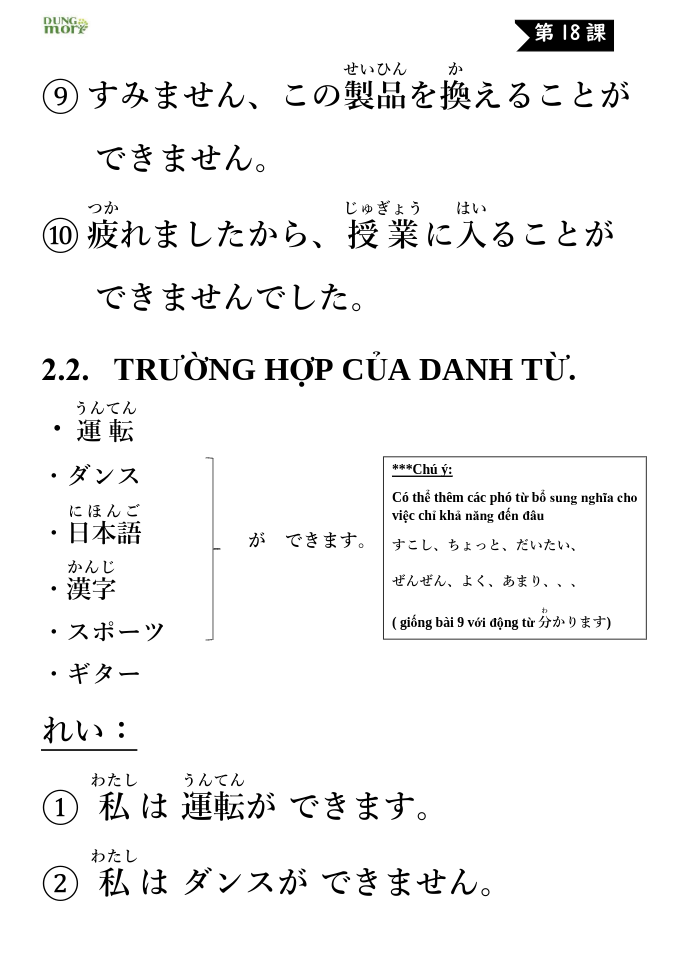 DUNG
mori
第 18 課
せいひん か
⑨ すみません、この製品を換えることが
できません。
つか じゅぎょう はい
⑩ 疲れましたから、授業に入ることが
できませんでした。
2.2. TRƯỜNG HỢP CỦA DANH TỪ.
うんてん
・運転
・ダンス
にほんご
・日本語
かんじ
・漢字
・スポーツ
・ギター
が できます。
***Chú ý:
Có thể thêm các phó từ bổ sung nghĩa cho
việc chỉ khả năng đến đâu
すこし、ちょっと、だいたい、
ぜんぜん、よく、あまり、、、
わ
( giống bài 9 với động từ 分かります)
れい：
わたし うんてん
① 私 は 運転が できます。
わたし
② 私 は ダンスが できません。